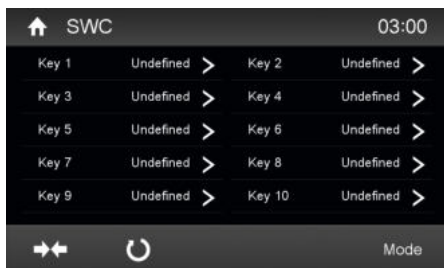 SWC 03:00
Key 1 Undefined Key 2 Undefined
Key 3 Undefined Key 4 Undefined
Key 5 Undefined Key 6 Undefined
Key 7 Undefined Key 8 Undefined
Key 9 Undefined Key 10 Undefined
Mode